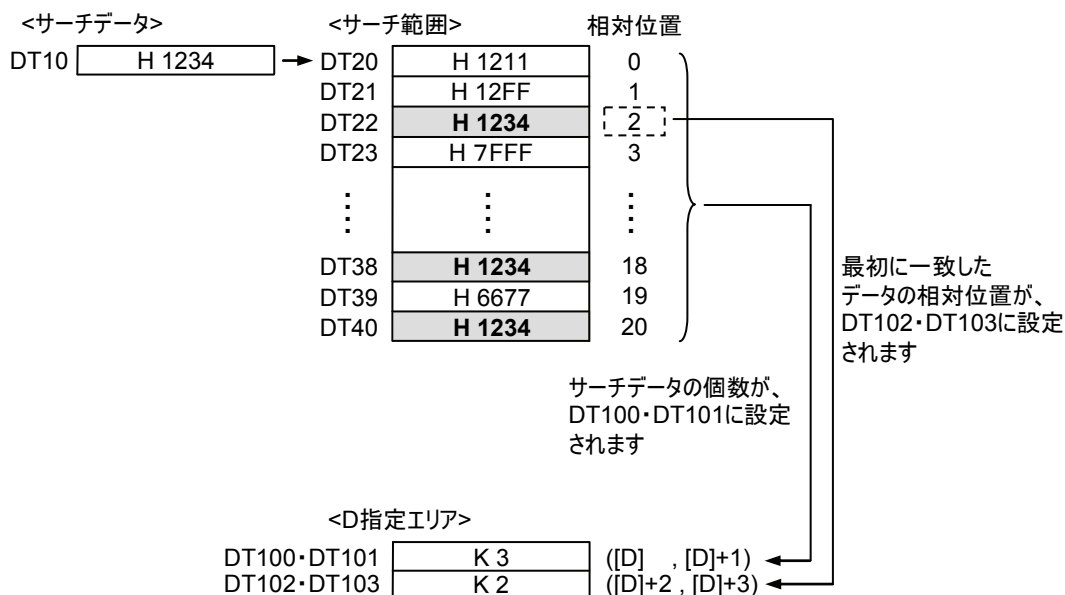 <サーチデータ> <サーチ範囲> 相対位置
DT10 H 1234 DT20 H 1211 0
DT21 H 12FF 1
DT22 H 1234 2
DT23 H 7FFF 3
DT38 H 1234 18
DT39 H 6677 19
DT40 H 1234 20
最初に一致した
データの相対位置が、
DT102・DT103に設定
されます
サーチデータの個数が、
DT100・DT101に設定
されます
<D指定エリア>
DT100・DT101 K 3 ([D] , [D]+1)
DT102・DT103 K 2 ([D]+2 , [D]+3)